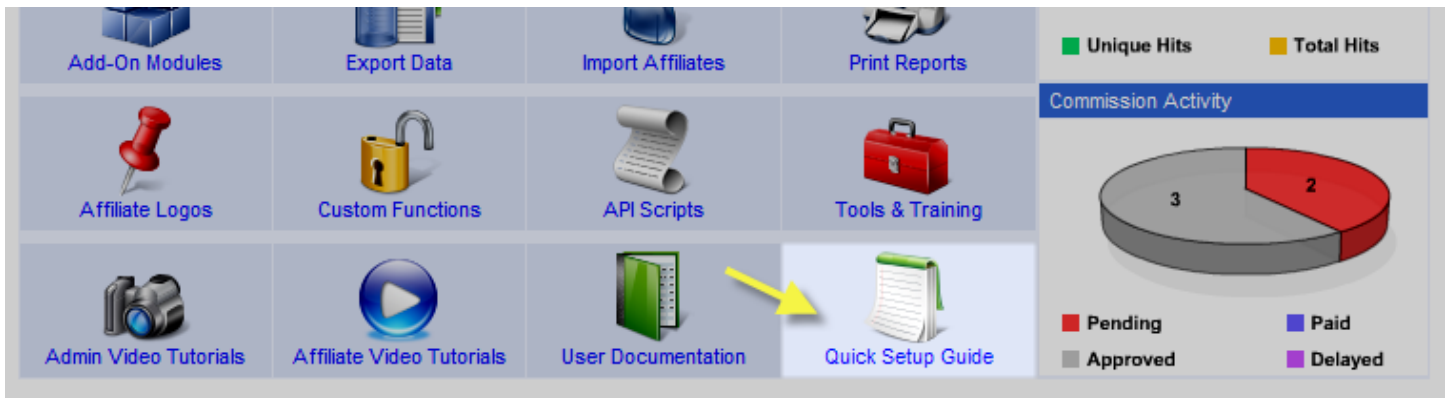 Add-On Modules
Export Data
Import Affiliates
Print Reports
Unique Hits
Total Hits
Commission Activity
Affiliate Logos
Custom Functions
API Scripts
Tools & Training
3
2
Admin Video Tutorials
Affiliate Video Tutorials
User Documentation
Quick Setup Guide
Pending
Paid
Approved
Delayed